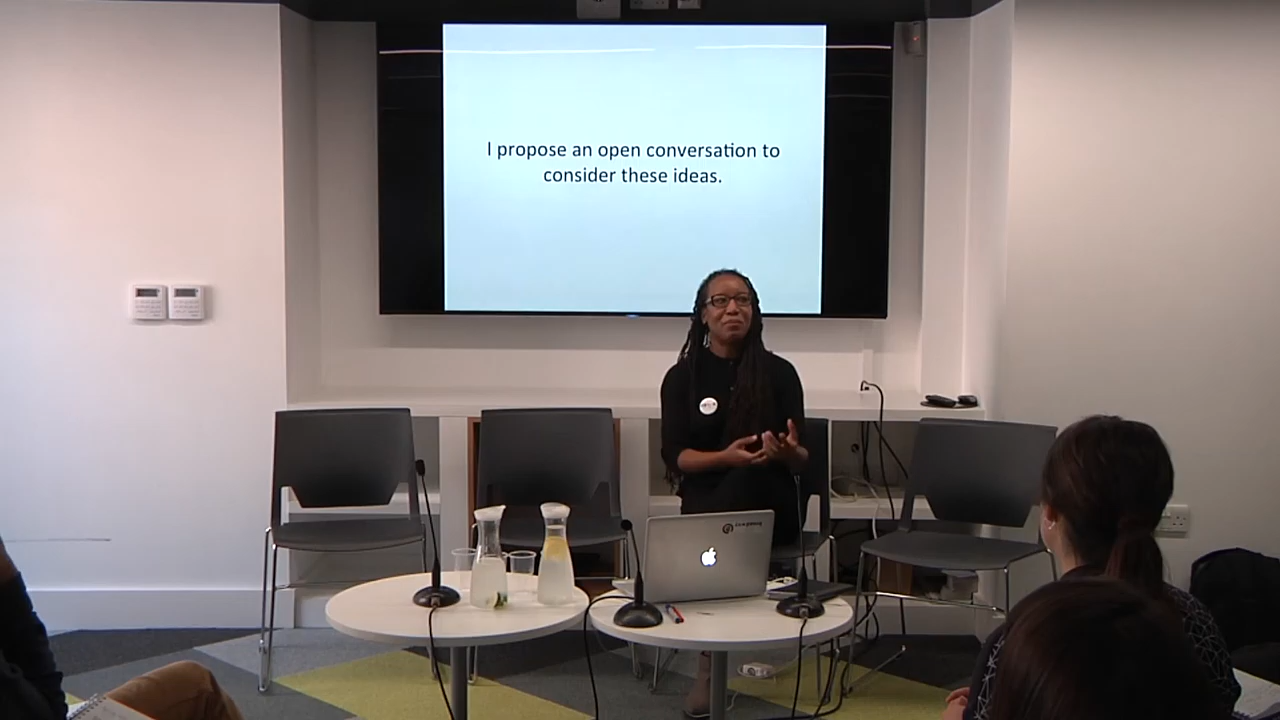 I propose an open conversation to
consider these ideas.